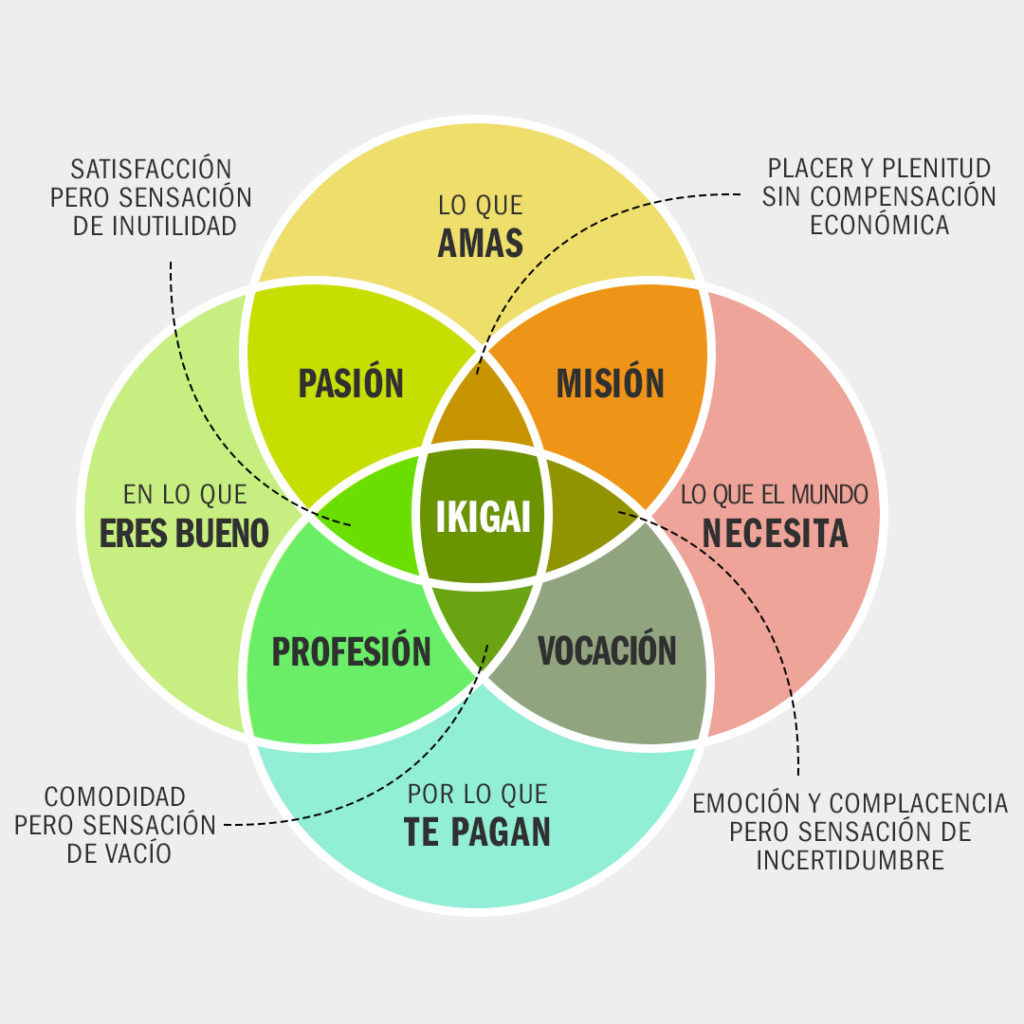 SATISFACCIÓN
PERO SENSACIÓN
DE INUTILIDAD
PLACER Y PLENITUD
SIN COMPENSACIÓN
ECONÓMICA
LO QUE
AMAS
PASIÓN
MISIÓN
EN LO QUE
ERES BUENO
IKIGAI
LO QUE EL MUNDO
NECESITA
PROFESIÓN
VOCACIÓN
COMODIDAD
PERO SENSACIÓN
DE VACÍO
POR LO QUE
TE PAGAN
EMOCIÓN Y COMPLACENCIA
PERO SENSACIÓN DE
INCERTIDUMBRE